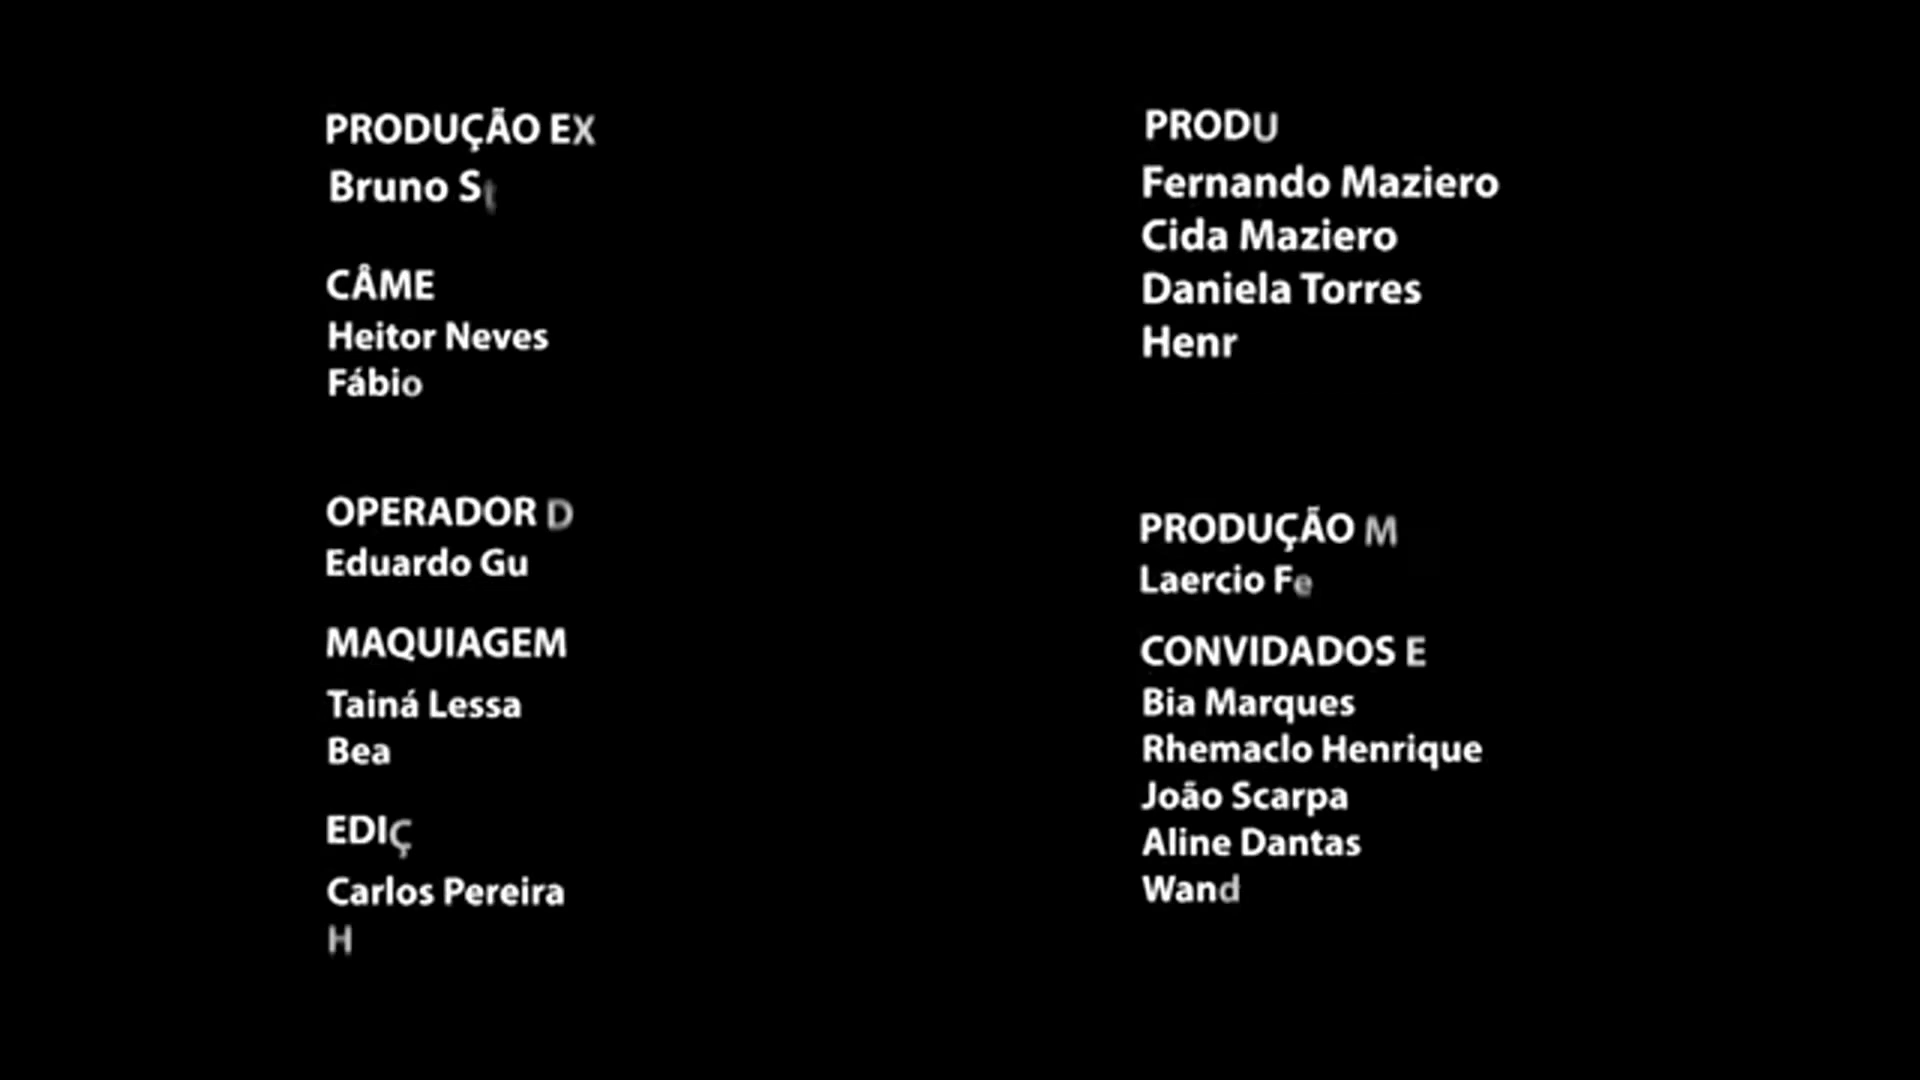 PRODUÇÃO EX
Bruno St
CÂME
Heitor Neves
Fábio
OPERADOR D
Eduardo Gu
MAQUIAGEM
Tainá Lessa
Bea
EDIÇ
Carlos Pereira
H
PRODU
Fernando Maziero
Cida Maziero
Daniela Torres
Henr
PRODUÇÃO M
Laercio Fe
CONVIDADOS E
Bia Marques
Rhemaclo Henrique
João Scarpa
Aline Dantas
Wand